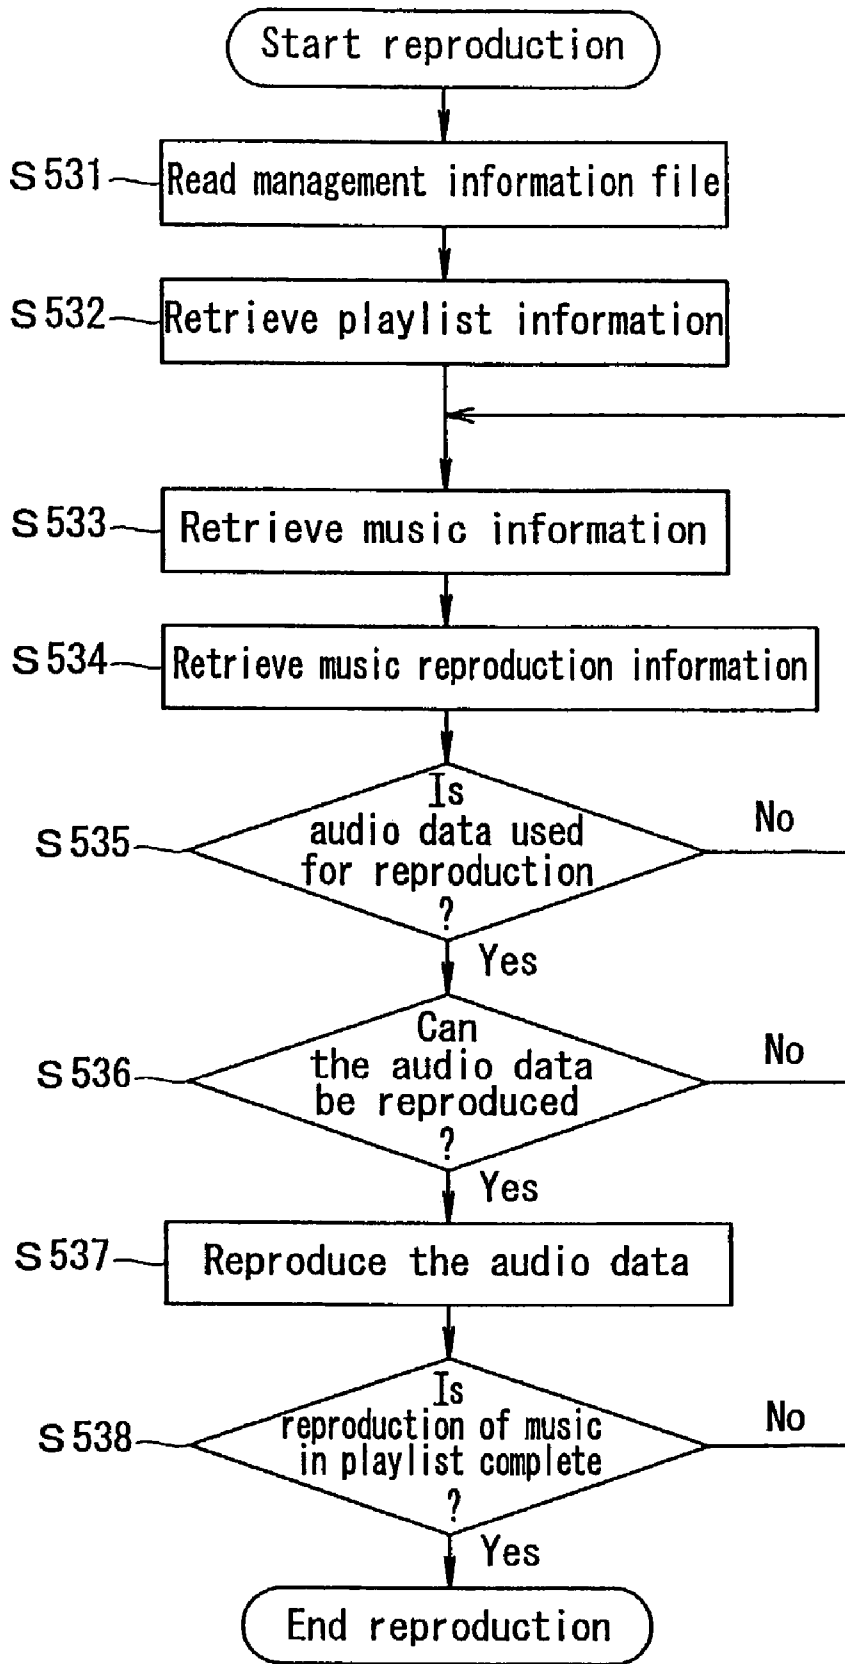 Start reproduction
S531
Read management information file
S532
Retrieve playlist information
S533
Retrieve music information
S534
Retrieve music reproduction information
S535
Is
audio data used
for reproduction
?
No
Yes
S536
Can
the audio data
be reproduced
?
No
Yes
S537
Reproduce the audio data
S538
Is
reproduction of music
in playlist complete
?
No
Yes
End reproduction